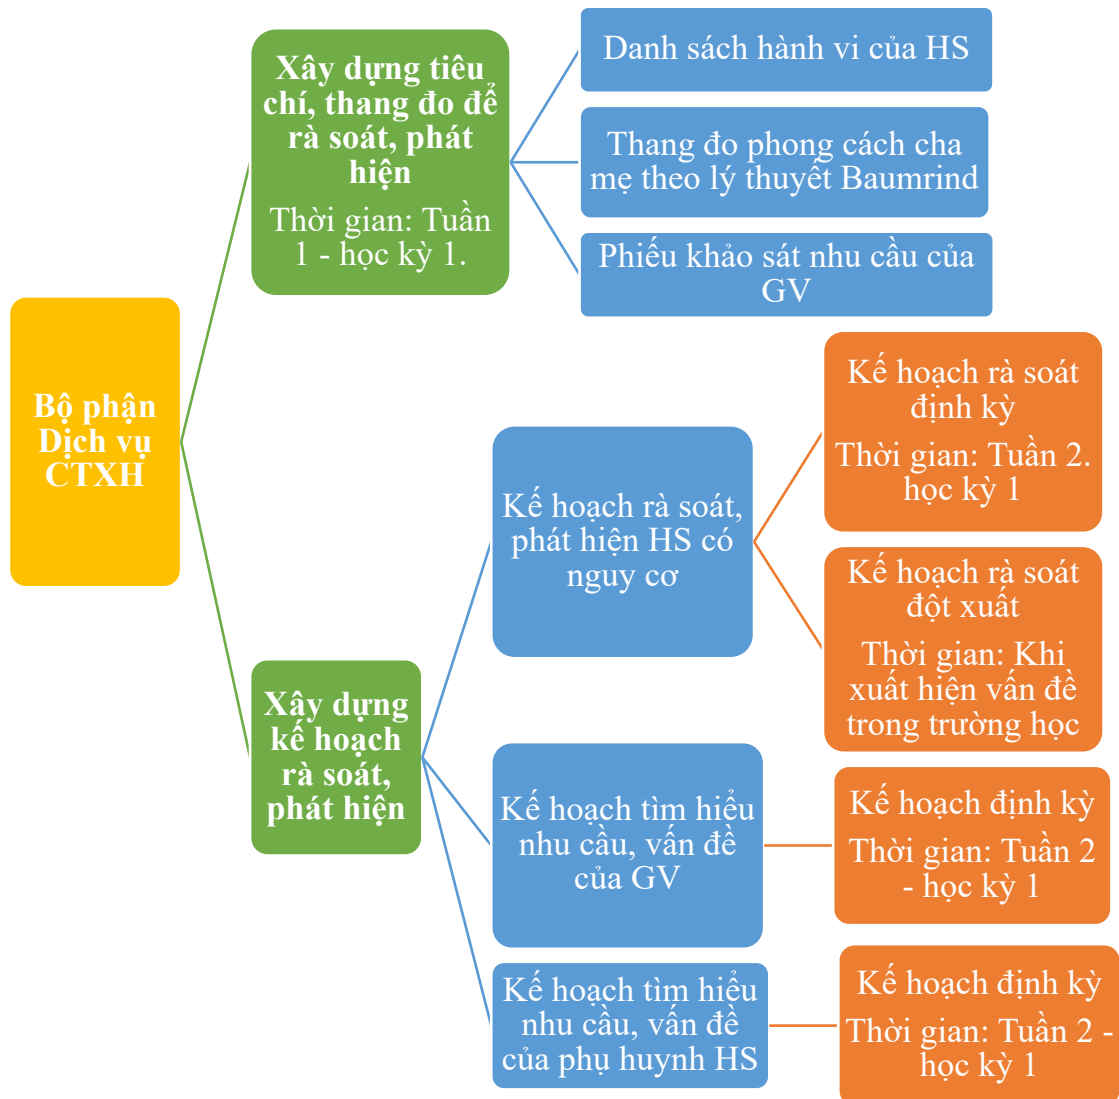 Bộ phận
Dịch vụ
CTXH
Xây dựng tiêu
chí, thang đo để
rà soát, phát
hiện
Thời gian: Tuần
1 - học kỳ 1.
Danh sách hành vi của HS
Thang đo phong cách cha
mẹ theo lý thuyết Baumrind
Phiếu khảo sát nhu cầu của
GV
Xây dựng
kế hoạch
rà soát,
phát hiện
Kế hoạch rà soát,
phát hiện HS có
nguy cơ
Kế hoạch rà soát
định kỳ
Thời gian: Tuần 2.
học kỳ 1
Kế hoạch rà soát
đột xuất
Thời gian: Khi
xuất hiện vấn đề
trong trường học
Kế hoạch tìm hiểu
nhu cầu, vấn đề
của GV
Kế hoạch định kỳ
Thời gian: Tuần 2
- học kỳ 1
Kế hoạch tìm hiểu
nhu cầu, vấn đề
của phụ huynh HS
Kế hoạch định kỳ
Thời gian: Tuần 2 -
học kỳ 1